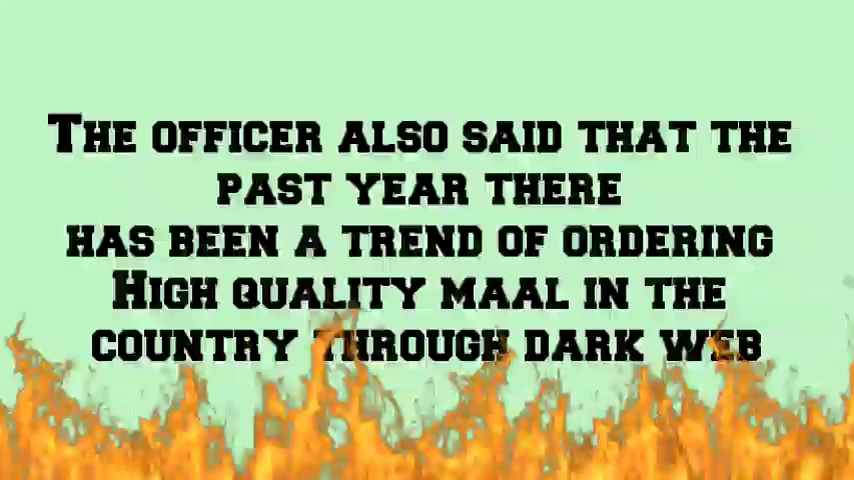 The officer also said that the
past year there
has been a trend of ordering
High quality maal in the
country through dark web